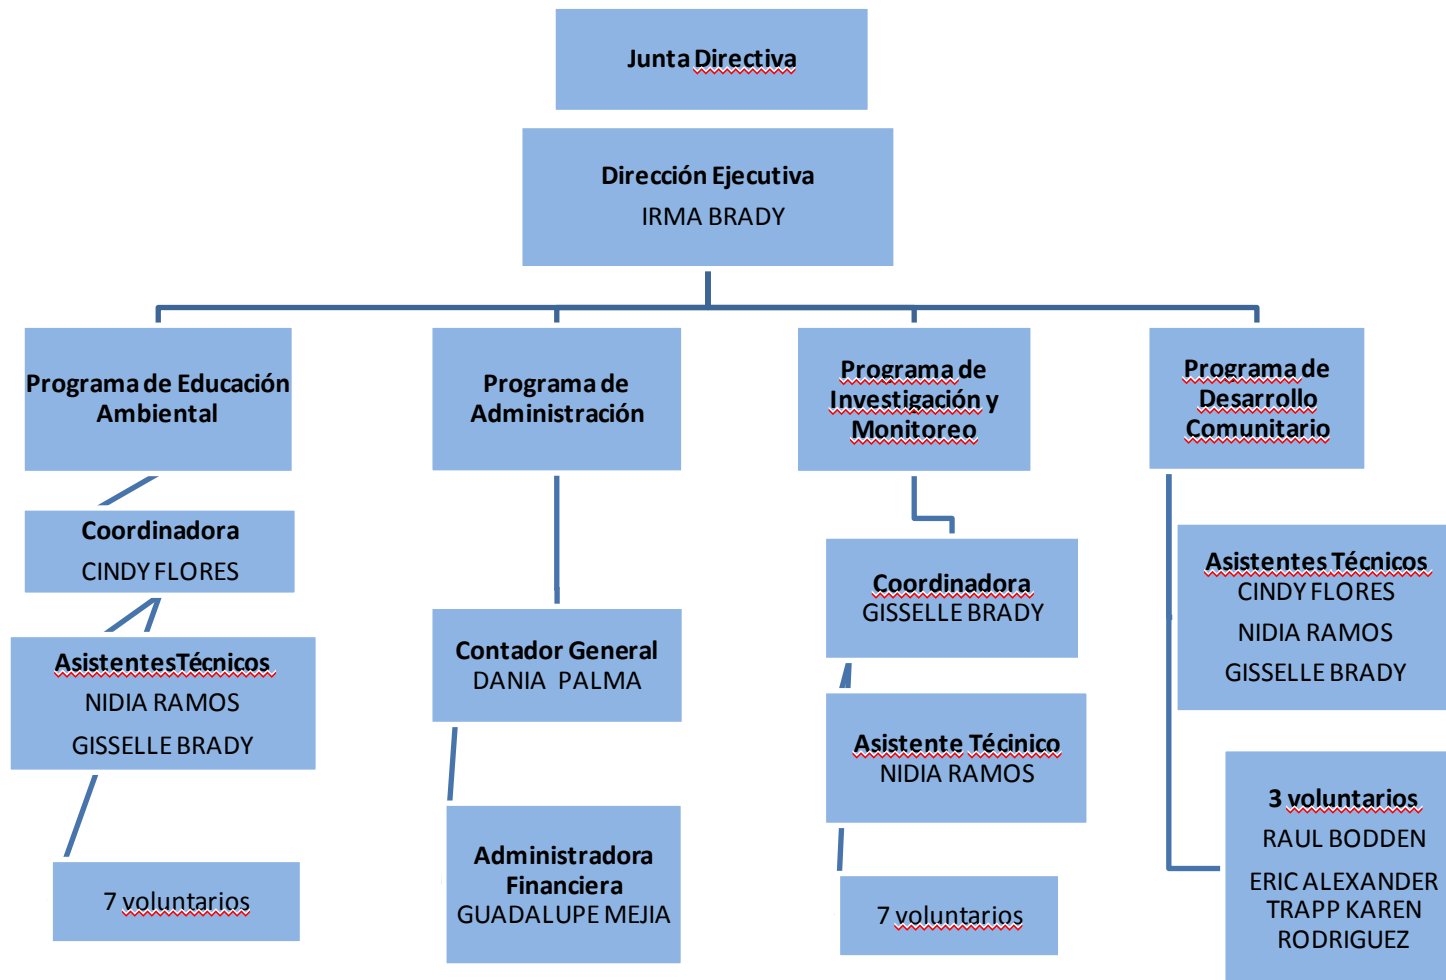 Junta Directiva
Dirección Ejecutiva
IRMA BRADY
Programa de Educación
Ambiental
Coordinadora
CINDY FLORES
Asistentes Técnicos
NIDIA RAMOS
GISSELLE BRADY
7 voluntarios
Programa de
Administración
Contador General
DANIA PALMA
Administradora
Financiera
GUADALUPE MEJIA
Programa de
Investigación y
Monitoreo
Coordinadora
GISSELLE BRADY
Asistente Técinico
NIDIA RAMOS
7 voluntarios
Programa de
Desarrollo
Comunitario
Asistentes Técnicos
CINDY FLORES
NIDIA RAMOS
GISSELLE BRADY
3 voluntarios
RAUL BODDEN
ERIC ALEXANDER
TRAPP KAREN
RODRIGUEZ